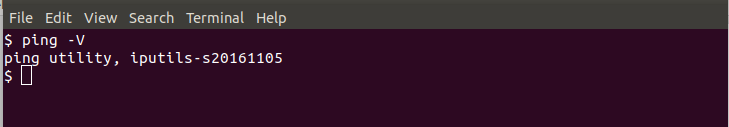 File Edit View Search Terminal Help
$ ping -V
ping utility, iputils-s20161105
$